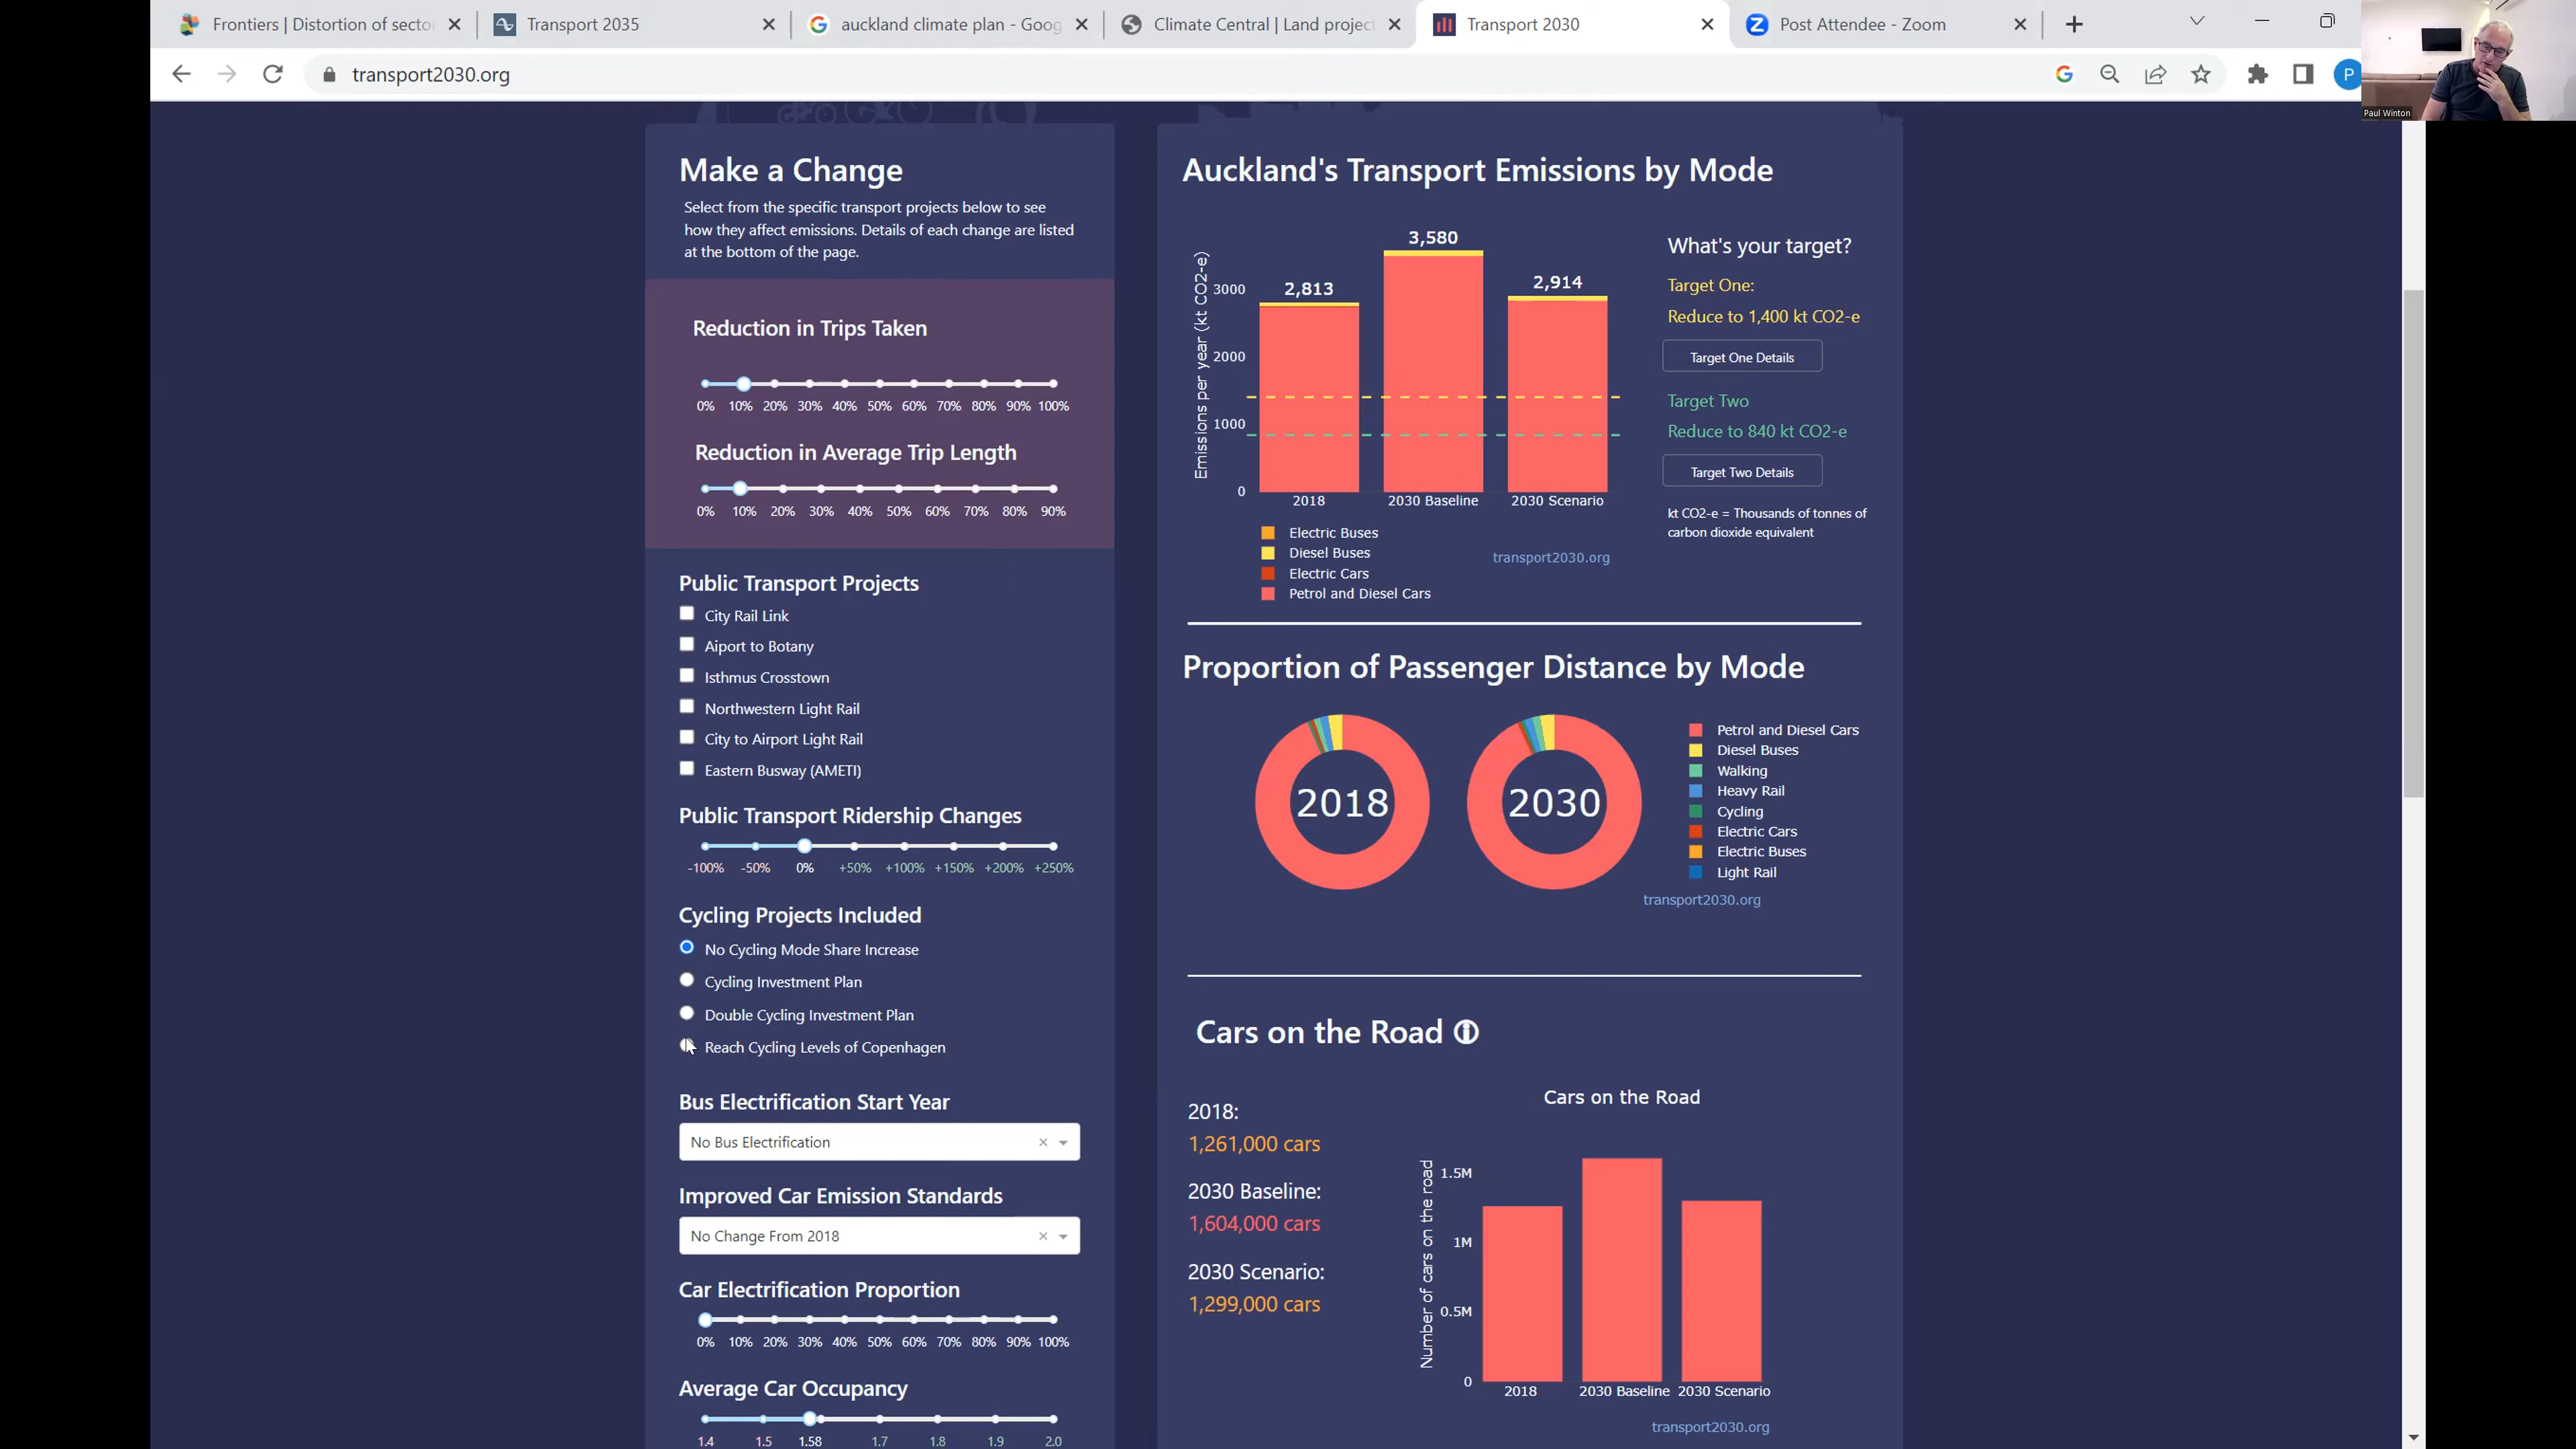 Frontiers | Distortion of secto
Transport 2035
auckland climate plan - Goog
Climate Central | Land project
Transport 2030
Post Attendee - Zoom
transport2030.org
P
Paul Winton
Make a Change
Select from the specific transport projects below to see
how they affect emissions. Details of each change are listed
at the bottom of the page.
Reduction in Trips Taken
0% 10% 20% 30% 40% 50% 60% 70% 80% 90% 100%
Reduction in Average Trip Length
0% 10% 20% 30% 40% 50% 60% 70% 80% 90%
Public Transport Projects
City Rail Link
Aiport to Botany
Isthmus Crosstown
Northwestern Light Rail
City to Airport Light Rail
Eastern Busway (AMETI)
Public Transport Ridership Changes
-100% -50% 0% +50% +100% +150% +200% +250%
Cycling Projects Included
No Cycling Mode Share Increase
Cycling Investment Plan
Double Cycling Investment Plan
Reach Cycling Levels of Copenhagen
Bus Electrification Start Year
No Bus Electrification
Improved Car Emission Standards
No Change From 2018
Car Electrification Proportion
0% 10% 20% 30% 40% 50% 60% 70% 80% 90% 100%
Average Car Occupancy
1.4 1.5 1.58 1.7 1.8 1.9 2.0
Auckland's Transport Emissions by Mode
Emissions per year (kt CO2-e)
3000
2000
1000
0
2,813
3,580
2,914
2018 2030 Baseline 2030 Scenario
Electric Buses
Diesel Buses
Electric Cars
Petrol and Diesel Cars
transport2030.org
What's your target?
Target One:
Reduce to 1,400 kt CO2-e
Target One Details
Target Two
Reduce to 840 kt CO2-e
Target Two Details
kt CO2-e = Thousands of tonnes of
carbon dioxide equivalent
Proportion of Passenger Distance by Mode
2018
2030
Petrol and Diesel Cars
Diesel Buses
Walking
Heavy Rail
Cycling
Electric Cars
Electric Buses
Light Rail
transport2030.org
Cars on the Road
2018:
1,261,000 cars
2030 Baseline:
1,604,000 cars
2030 Scenario:
1,299,000 cars
Cars on the Road
Number of cars on the road
1.5M
1M
0.5M
0
2018 2030 Baseline 2030 Scenario
transport2030.org